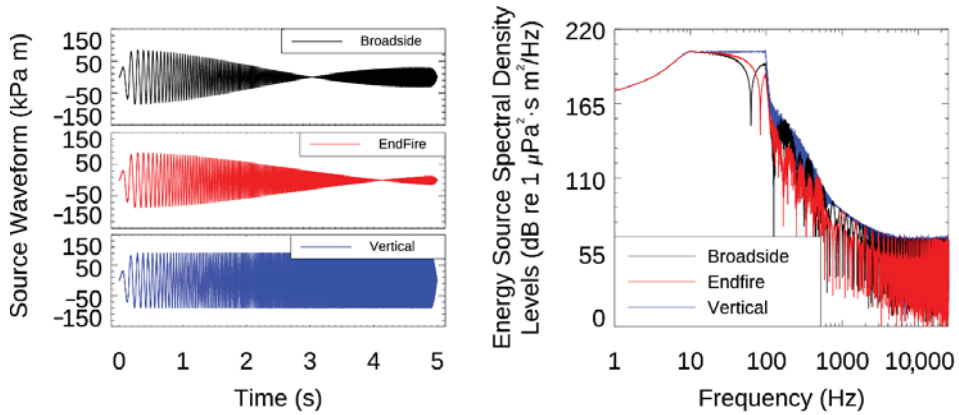 Source Waveform (kPa m)
150
50
−50
−150
Broadside
150
50
−50
−150
EndFire
150
50
−50
−150
Vertical
0 1 2 3 4 5
Time (s)
Energy Source Spectral Density
Levels (dB re 1 µPa²·s m²/Hz)
220
165
110
55
0
Broadside
Endfire
Vertical
1 10 100 1000 10,000
Frequency (Hz)